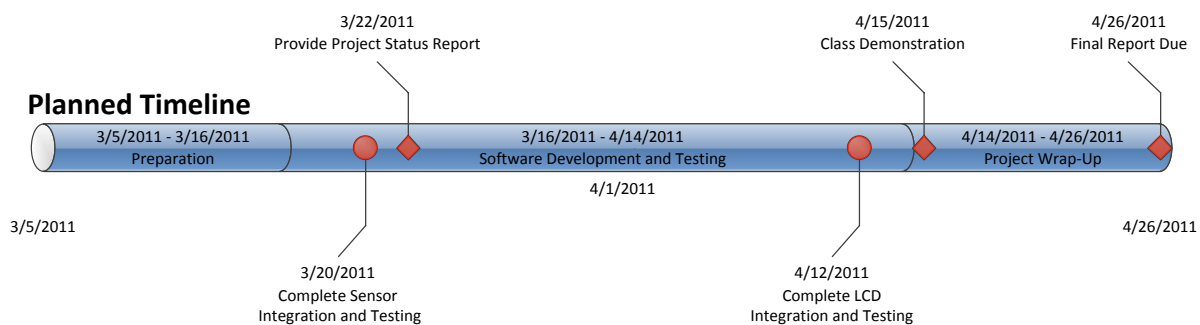 3/22/2011
Provide Project Status Report
4/15/2011
Class Demonstration
4/26/2011
Final Report Due
Planned Timeline
3/5/2011 - 3/16/2011
Preparation
3/16/2011 - 4/14/2011
Software Development and Testing
4/14/2011 - 4/26/2011
Project Wrap-Up
4/1/2011
3/5/2011
4/26/2011
3/20/2011
Complete Sensor
Integration and Testing
4/12/2011
Complete LCD
Integration and Testing